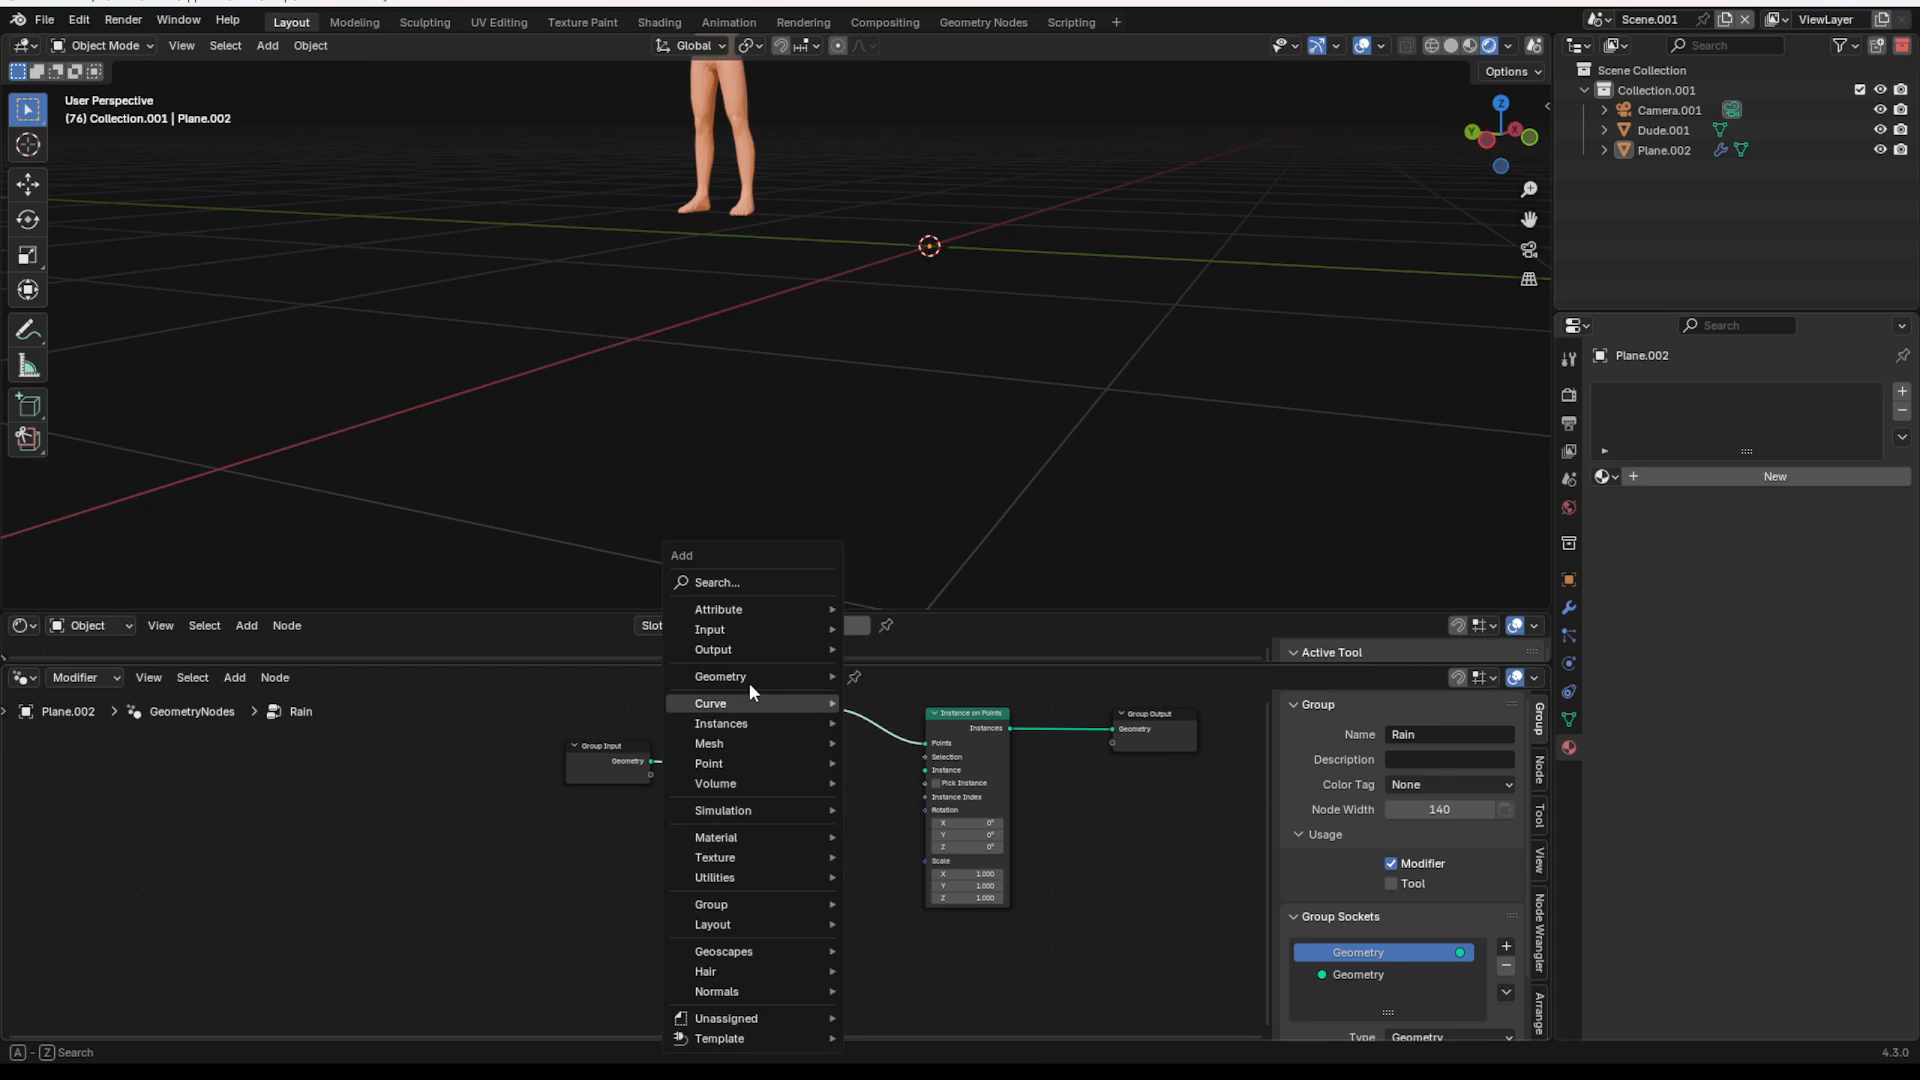 File Edit Render Window Help Layout Modeling Sculpting UV Editing Texture Paint Shading Animation Rendering Compositing Geometry Nodes Scripting + Scene.001 ViewLayer
Object Mode View Select Add Object Global Search
Options
User Perspective
(76) Collection.001 | Plane.002
Z
Y
X
Scene Collection
Collection.001
Camera.001
Dude.001
Plane.002
Search
Plane.002
New
Add
Search...
Attribute
Input
Output
Geometry
Curve
Instances
Mesh
Point
Volume
Simulation
Material
Texture
Utilities
Group
Layout
Geoscapes
Hair
Normals
Unassigned
Template
Object View Select Add Node Slot
Active Tool
Modifier View Select Add Node
Plane.002 > GeometryNodes > Rain
Group Input
Geometry
Instance on Points
Instances
Points
Selection
Instance
Pick Instance
Instance Index
Rotation
X 0°
Y 0°
Z 0°
Scale
X 1.000
Y 1.000
Z 1.000
Group Output
Geometry
Group
Name Rain
Description
Color Tag None
Node Width 140
Usage
Modifier
Tool
Group Sockets
Geometry
Geometry
Type Geometry
Group
Node
Tool
View
Node Wrangler
Arrange
A - Z Search
4.3.0